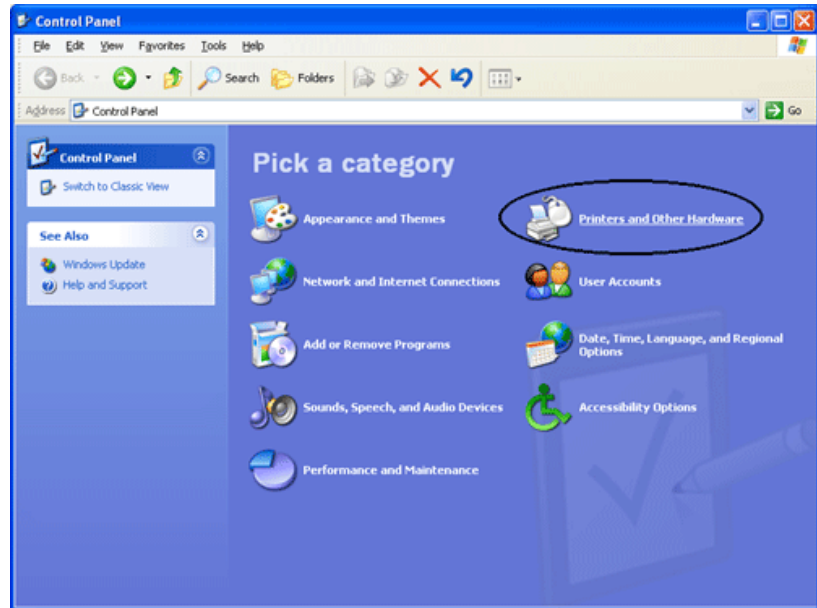 Control Panel
File Edit View Favorites Tools Help
Back Search Folders
Address Control Panel Go
Control Panel
Switch to Classic View
See Also
Windows Update
Help and Support
Pick a category
Appearance and Themes
Printers and Other Hardware
Network and Internet Connections
User Accounts
Add or Remove Programs
Date, Time, Language, and Regional
Options
Sounds, Speech, and Audio Devices
Accessibility Options
Performance and Maintenance